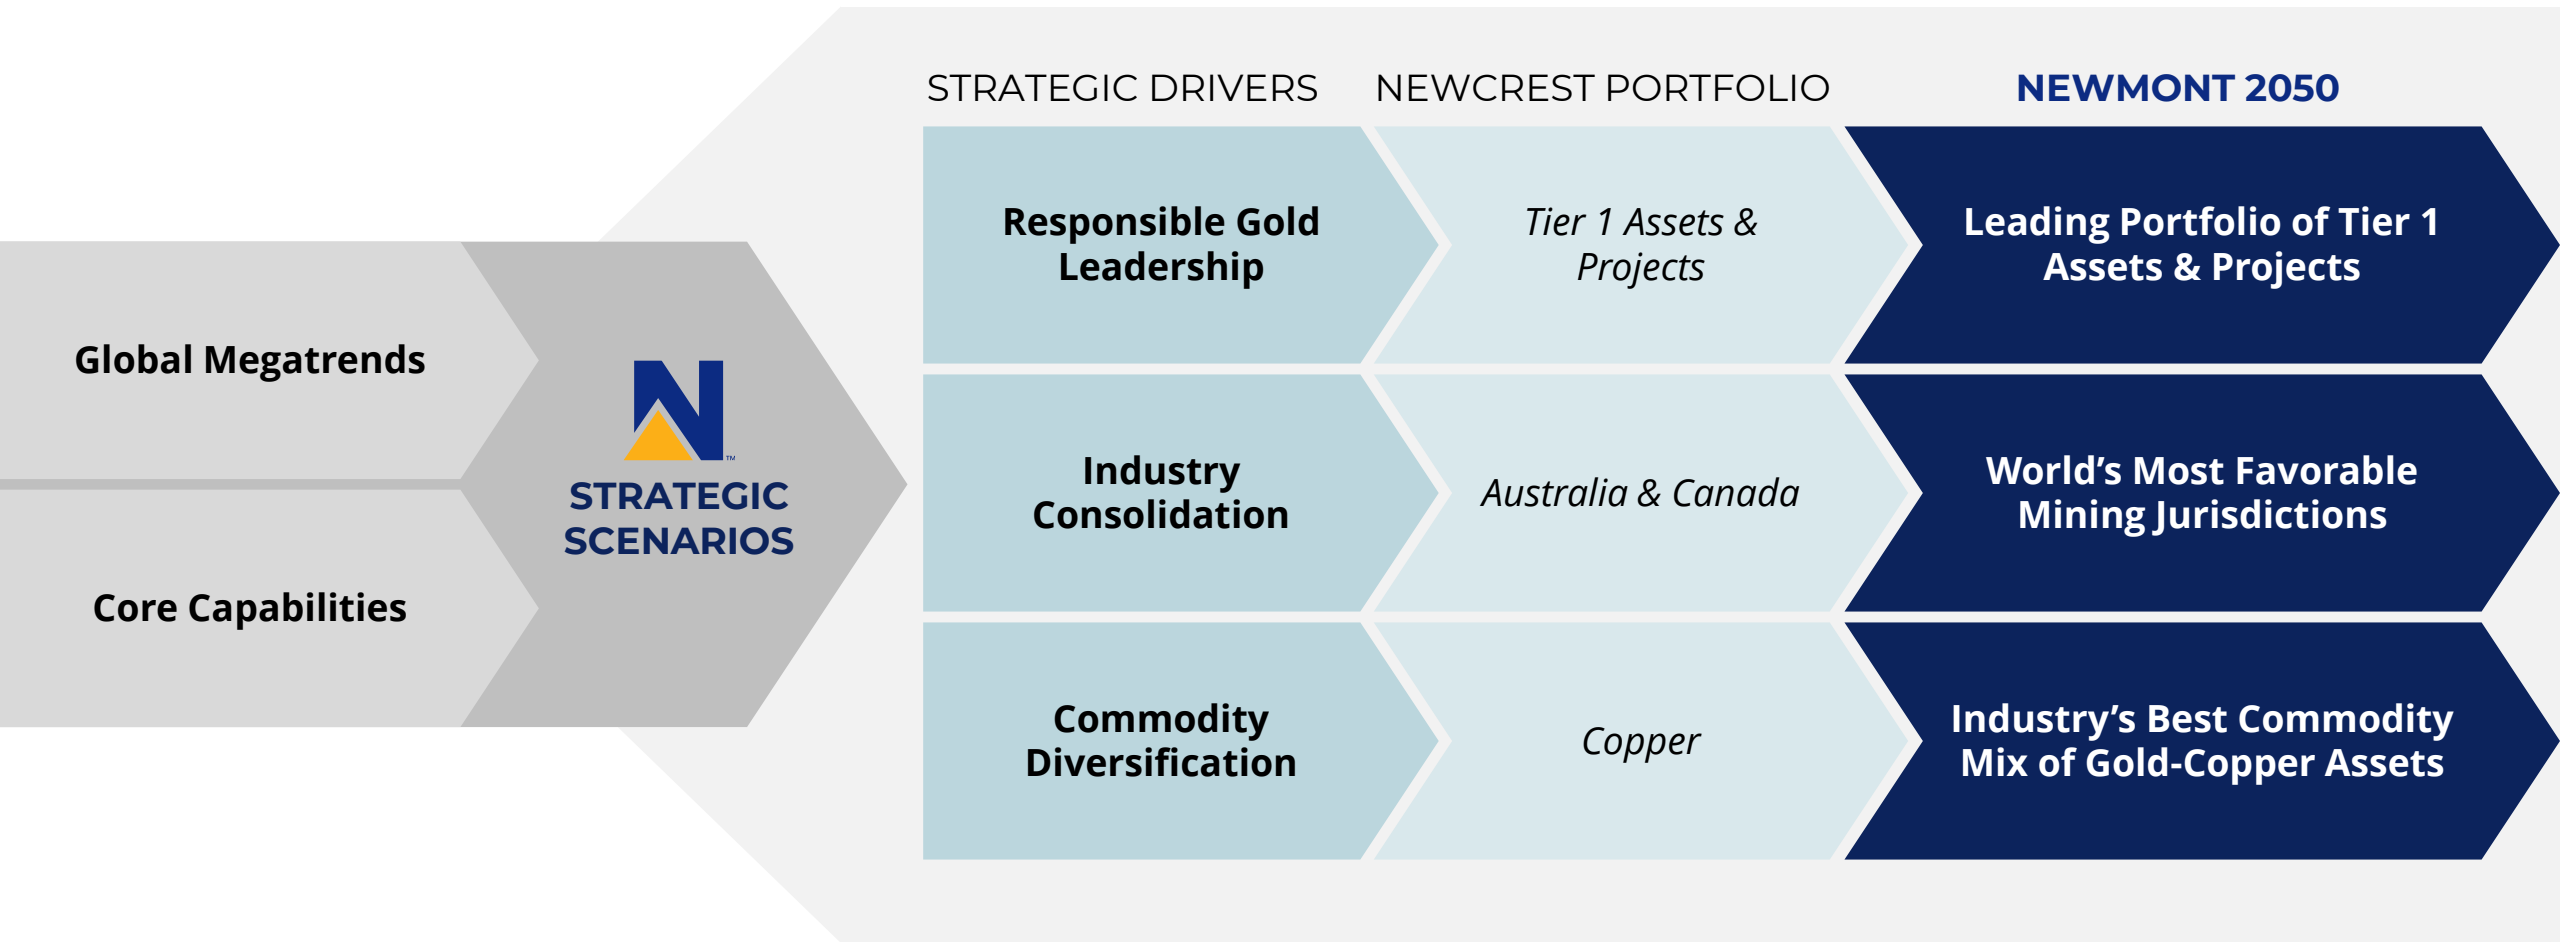 Global Megatrends
Core Capabilities
TM
STRATEGIC
SCENARIOS
STRATEGIC DRIVERS
NEWCREST PORTFOLIO
NEWMONT 2050
Responsible Gold
Leadership
Tier 1 Assets &
Projects
Leading Portfolio of Tier 1
Assets & Projects
Industry
Consolidation
Australia & Canada
World’s Most Favorable
Mining Jurisdictions
Commodity
Diversification
Copper
Industry’s Best Commodity
Mix of Gold-Copper Assets